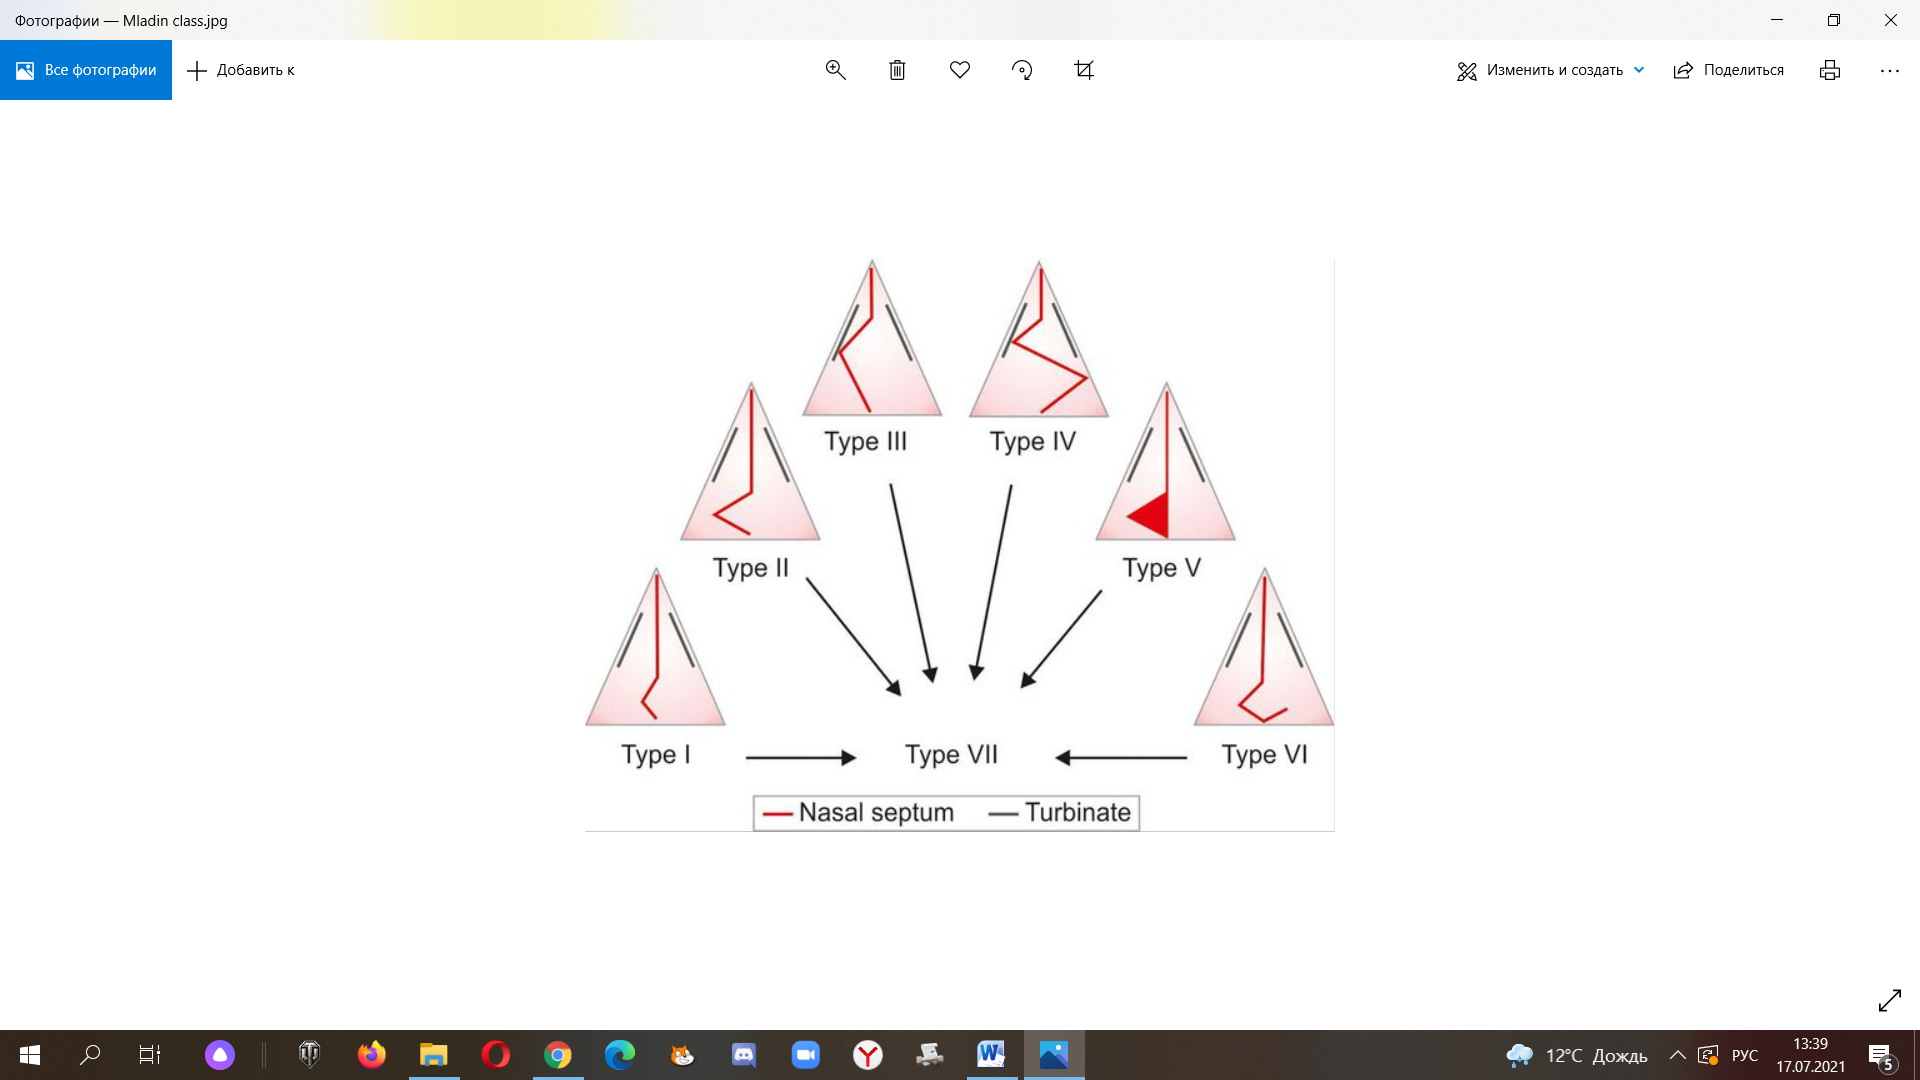 Фотографии — Mladin class.jpg
Все фотографии
Добавить к
Изменить и создать
Поделиться
Type III
Type IV
Type II
Type V
Type I
Type VII
Type VI
Nasal septum
Turbinate
12°C Дождь
РУС
13:39
17.07.2021
5